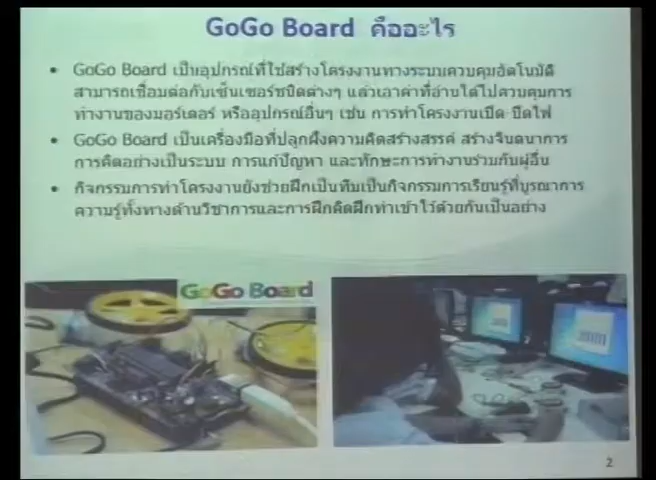 GoGo Board คืออะไร
• GoGo Board เป็นอุปกรณ์ที่ใช้สร้างโครงงานทางระบบควบคุมอัตโนมัติ
สามารถเชื่อมต่อกับเซ็นเซอร์ชนิดต่างๆ แล้วเอาค่าที่อ่านได้ไปควบคุมการ
ทำงานของมอร์เตอร์ หรืออุปกรณ์อื่นๆ เช่น การทำโครงงานเปิด-ปิดไฟ
• GoGo Board เป็นเครื่องมือที่ปลูกฝังความคิดสร้างสรรค์ สร้างจินตนาการ
การคิดอย่างเป็นระบบ การแก้ปัญหา และทักษะการทำงานร่วมกับผู้อื่น
• กิจกรรมการทำโครงงานยังช่วยฝึกเป็นทีมเป็นกิจกรรมการเรียนรู้ที่บูรณาการ
ความรู้ทั้งทางด้านวิชาการและการฝึกคิดฝึกทำเข้าไว้ด้วยกันเป็นอย่าง
GoGo Board
2